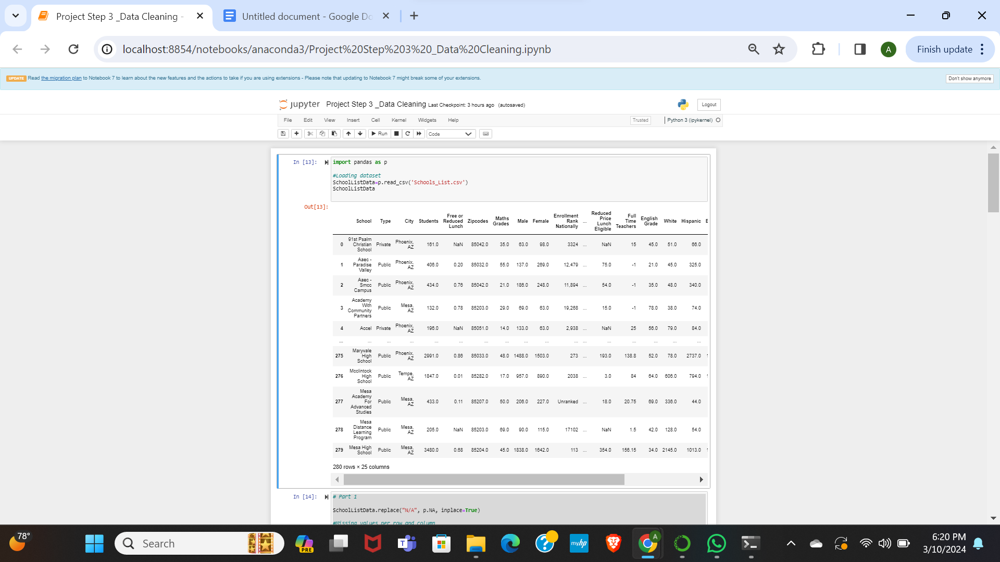 Project Step 3 _Data Cleaning -
Untitled document - Google Do
localhost:8854/notebooks/anaconda3/Project%20Step%203%20_Data%20Cleaning.ipynb
A
Finish update
UPDATE Read the migration plan to Notebook 7 to learn about the new features and the actions to take if you are using extensions - Please note that updating to Notebook 7 might break some of your extensions.
Don't show anymore
jupyter Project Step 3 _Data Cleaning Last Checkpoint: 3 hours ago (autosaved)
Logout
File Edit View Insert Cell Kernel Widgets Help
Trusted
Python 3 (ipykernel)
Run
Code
In [13]:
import pandas as p
#Loading dataset
SchoolListData=p.read_csv('Schools_List.csv')
SchoolListData
Out[13]:
School Type City Students Free or Reduced Lunch Zipcodes Maths Grades Male Female Enrollment Rank Nationally ... Reduced Price Lunch Eligible Full Time Teachers English Grade White Hispanic E
0 91st Psalm Christian School Private Phoenix, AZ 161.0 NaN 85042.0 35.0 63.0 98.0 3324 ... NaN 15 45.0 51.0 66.0
1 Aaec - Paradise Valley Public Phoenix, AZ 406.0 0.20 85032.0 55.0 137.0 269.0 12,479 ... 75.0 -1 21.0 45.0 325.0
2 Aaec - Smcc Campus Public Phoenix, AZ 434.0 0.76 85042.0 21.0 186.0 248.0 11,894 ... 54.0 -1 35.0 48.0 340.0
3 Academy With Community Partners Public Mesa, AZ 132.0 0.78 85203.0 29.0 69.0 63.0 19,268 ... 15.0 -1 78.0 38.0 74.0
4 Accel Private Phoenix, AZ 196.0 NaN 85051.0 14.0 133.0 63.0 2,938 ... NaN 25 56.0 79.0 84.0
... ... ... ... ... ... ... ... ... ... ... ... ... ... ... ... ...
275 Maryvale High School Public Phoenix, AZ 2991.0 0.86 85033.0 48.0 1488.0 1503.0 273 ... 193.0 138.8 52.0 78.0 2737.0
276 Mcclintock High School Public Tempe, AZ 1847.0 0.01 85282.0 17.0 957.0 890.0 2038 ... 3.0 84 64.0 606.0 794.0
277 Mesa Academy For Advanced Studies Public Mesa, AZ 433.0 0.11 85207.0 50.0 206.0 227.0 Unranked ... 18.0 20.75 69.0 336.0 44.0
278 Mesa Distance Learning Program Public Mesa, AZ 205.0 NaN 85203.0 69.0 90.0 115.0 17102 ... NaN 1.5 42.0 128.0 54.0
279 Mesa High School Public Mesa, AZ 3480.0 0.68 85204.0 45.0 1838.0 1642.0 113 ... 354.0 156.15 34.0 2145.0 1013.0
280 rows × 25 columns
In [14]:
# Part 1
SchoolListData.replace("N/A", p.NA, inplace=True)
#Missing values per row and column
78°
Search
PRE
T
myhp
A
6:20 PM
3/10/2024